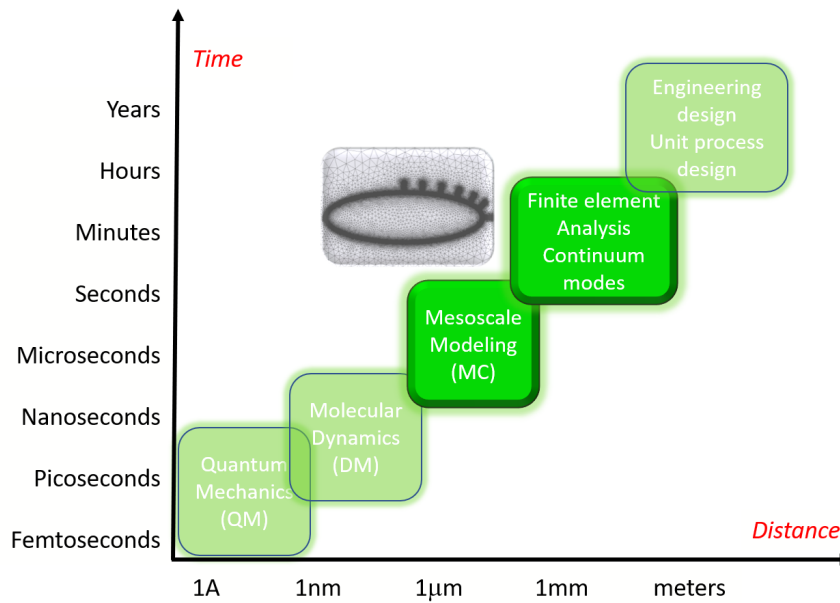 Time
Years
Hours
Minutes
Seconds
Microseconds
Nanoseconds
Picoseconds
Femtoseconds
Engineering
design
Unit process
design
Finite element
Analysis
Continuum
modes
Mesoscale
Modeling
(MC)
Molecular
Dynamics
(DM)
Quantum
Mechanics
(QM)
Distance
1A
1nm
1μm
1mm
meters